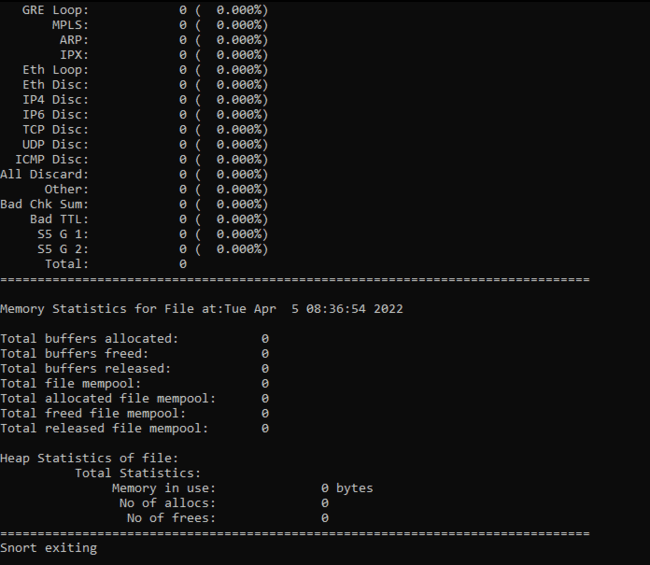 GRE Loop: 0 ( 0.000%)
MPLS: 0 ( 0.000%)
ARP: 0 ( 0.000%)
IPX: 0 ( 0.000%)
Eth Loop: 0 ( 0.000%)
Eth Disc: 0 ( 0.000%)
IP4 Disc: 0 ( 0.000%)
IP6 Disc: 0 ( 0.000%)
TCP Disc: 0 ( 0.000%)
UDP Disc: 0 ( 0.000%)
ICMP Disc: 0 ( 0.000%)
All Discard: 0 ( 0.000%)
Other: 0 ( 0.000%)
Bad Chk Sum: 0 ( 0.000%)
Bad TTL: 0 ( 0.000%)
S5 G 1: 0 ( 0.000%)
S5 G 2: 0 ( 0.000%)
Total: 0
===============================================================================
Memory Statistics for File at:Tue Apr  5 08:36:54 2022
Total buffers allocated: 0
Total buffers freed: 0
Total buffers released: 0
Total file mempool: 0
Total allocated file mempool: 0
Total freed file mempool: 0
Total released file mempool: 0
Heap Statistics of file:
Total Statistics:
Memory in use: 0 bytes
No of allocs: 0
No of frees: 0
===============================================================================
Snort exiting